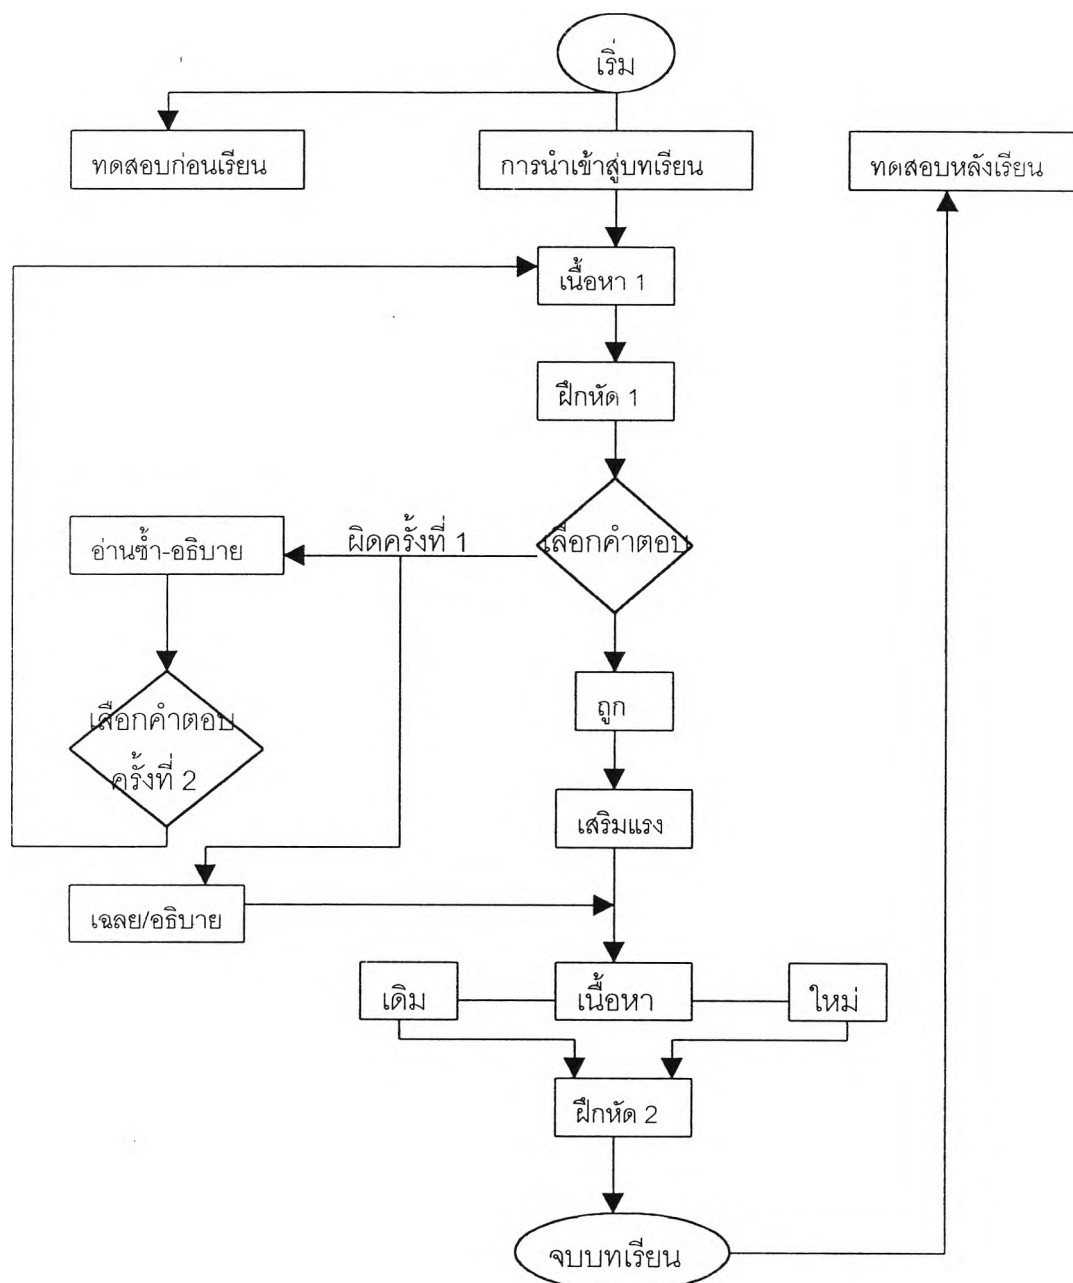 เริ่ม
ทดสอบก่อนเรียน
การนำเข้าสู่บทเรียน
ทดสอบหลังเรียน
เนื้อหา 1
ฝึกหัด 1
อ่านซ้ำ-อธิบาย
ผิดครั้งที่ 1
เลือกคำตอบ
ถูก
เลือกคำตอบ
ครั้งที่ 2
เสริมแรง
เฉลย/อธิบาย
เดิม
เนื้อหา
ใหม่
ฝึกหัด 2
จบบทเรียน